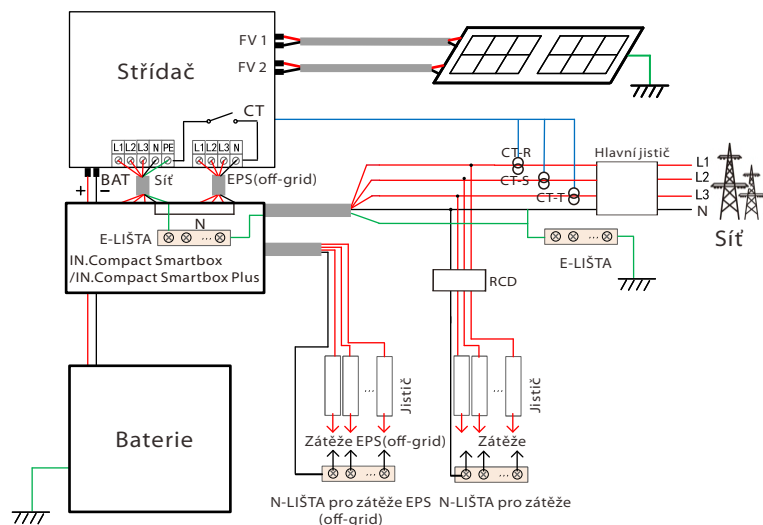 FV 1
Střídač
FV 2
CT
L1 L2 L3 N PE
L1 L2 L3 N
CT-R
CT-S
CT-T
Hlavní jistič
L1
L2
L3
N
Síť
+
−
BAT
Síť
EPS(off-grid)
N
E-LIŠTA
...
IN.Compact Smartbox
/IN.Compact Smartbox Plus
...
E-LIŠTA
RCD
...
Jistič
...
Jistič
Baterie
Zátěže EPS(off-grid)
Zátěže
...
...
N-LIŠTA pro zátěže EPS
(off-grid)
N-LIŠTA pro zátěže